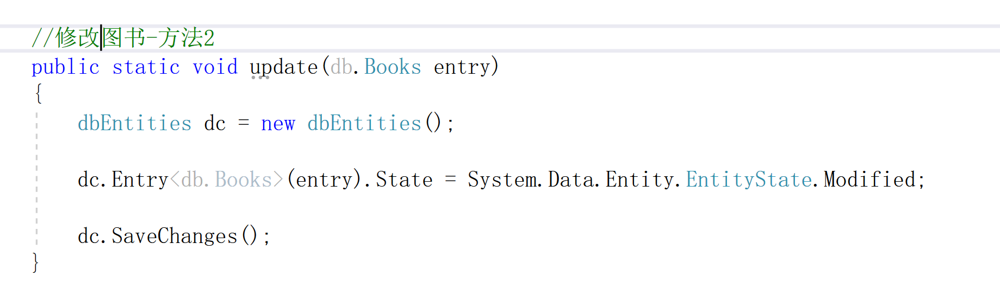 //修改图书-方法2
public static void update(db.Books entry)
{
dbEntities dc = new dbEntities();
dc.Entry<db.Books>(entry).State = System.Data.Entity.EntityState.Modified;
dc.SaveChanges();
}